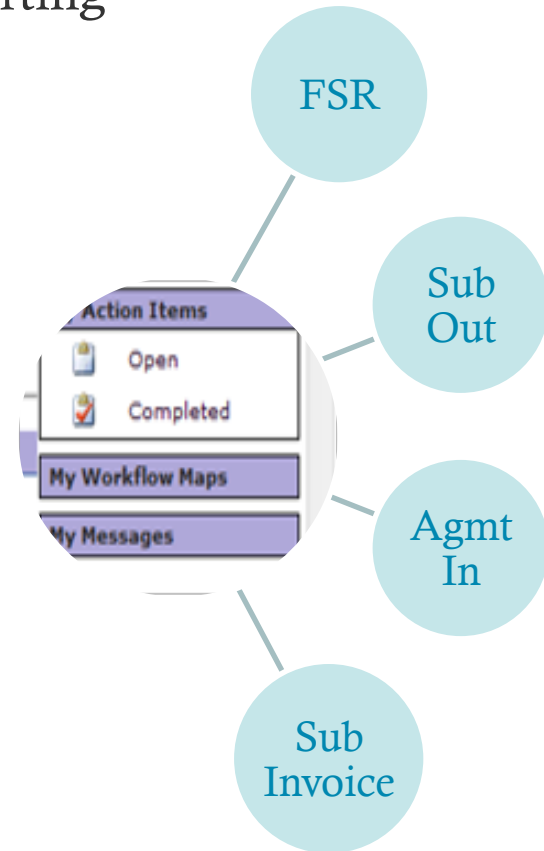 FSR
Sub
Out
Action Items
Open
Completed
My Workflow Maps
My Messages
Agmt
In
Sub
Invoice